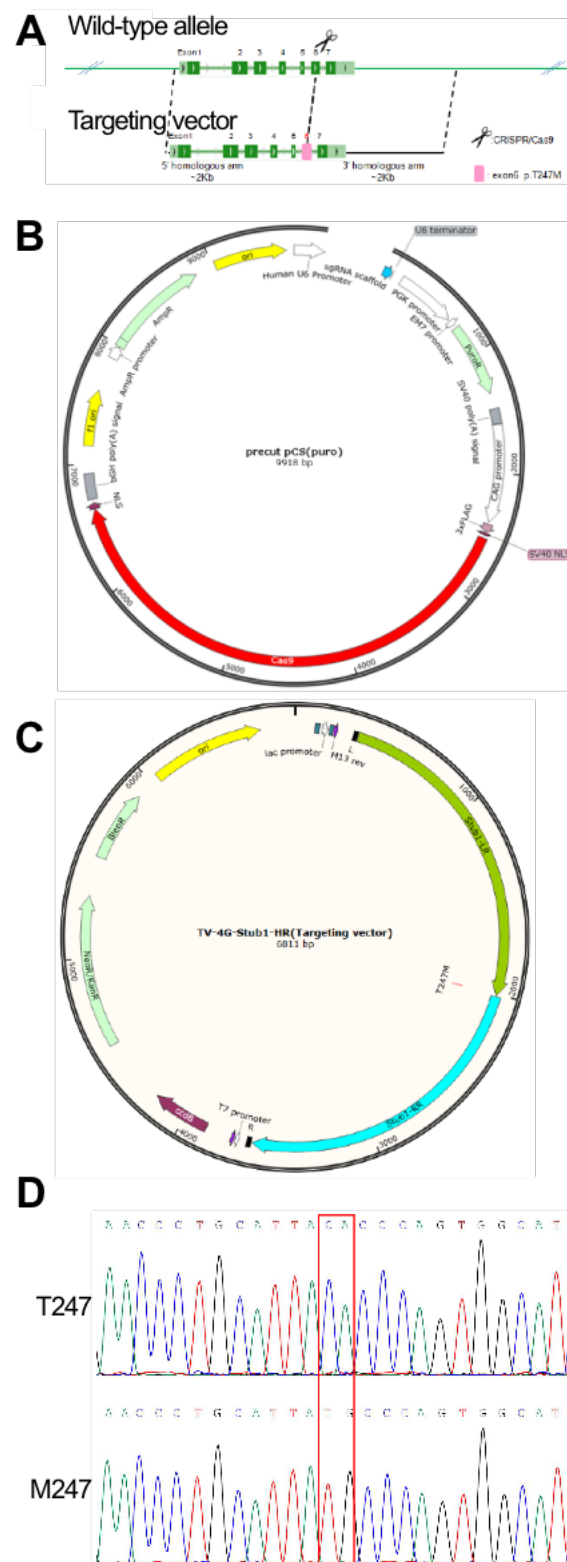 A
Wild-type allele
Exon1 2 3 4 5 6 7
Targeting vector
Exon1 2 3 4 5 6 7
:CRISPR/Cas9
5' homologous arm
~2Kb
3' homologous arm
~2Kb
: exon6 p.T247M
B
U6 terminator
ori
Human U6 Promoter
sgRNA scaffold
PGK promoter
EM7 promoter
PuroR
SV40 poly(A) signal
CAG promoter
3xFLAG
SV40 NLS
Cas9
NLS
bGH poly(A) signal
f1 ori
AmpR promoter
AmpR
1000
2000
3000
4000
5000
6000
7000
8000
9000
precut pCS(puro)
9918 bp
C
lac promoter
M13 rev
L
Stub1-LR
T247M
Stub1-RR
R
T7 promoter
ccdB
NeoR/KanR
BleoR
ori
1000
2000
3000
4000
5000
6000
TV-4G-Stub1-HR(Targeting vector)
6811 bp
D
A A C C C T G C A T T A C A C C C A G T G G C A T
T247
A A C C C T G C A T T A T G C C C A G T G G C A T
M247